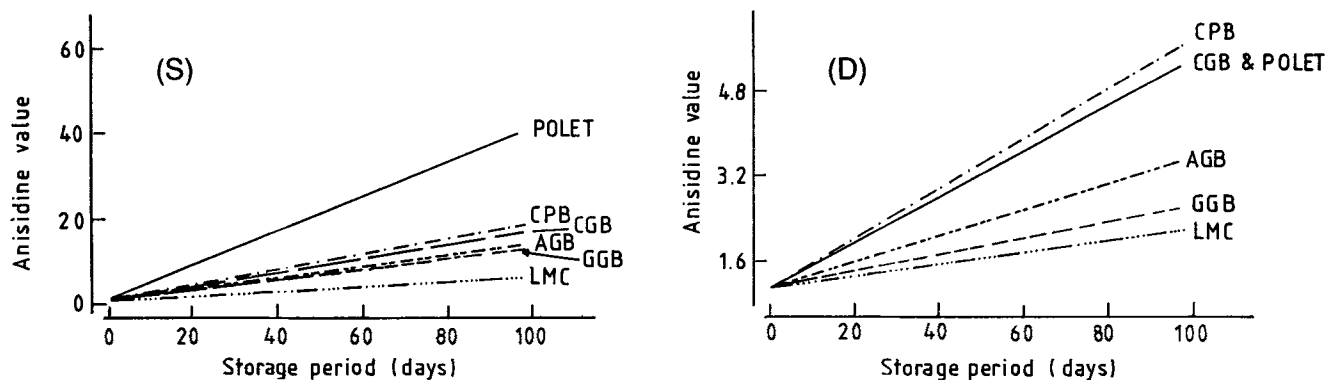 (S)
Anisidine value
60
40
20
0
POLET
CPB
CGB
AGB
GGB
LMC
0 20 40 60 80 100
Storage period (days)
(D)
Anisidine value
4.8
3.2
1.6
CPB
CGB & POLET
AGB
GGB
LMC
0 20 40 60 80 100
Storage period (days)